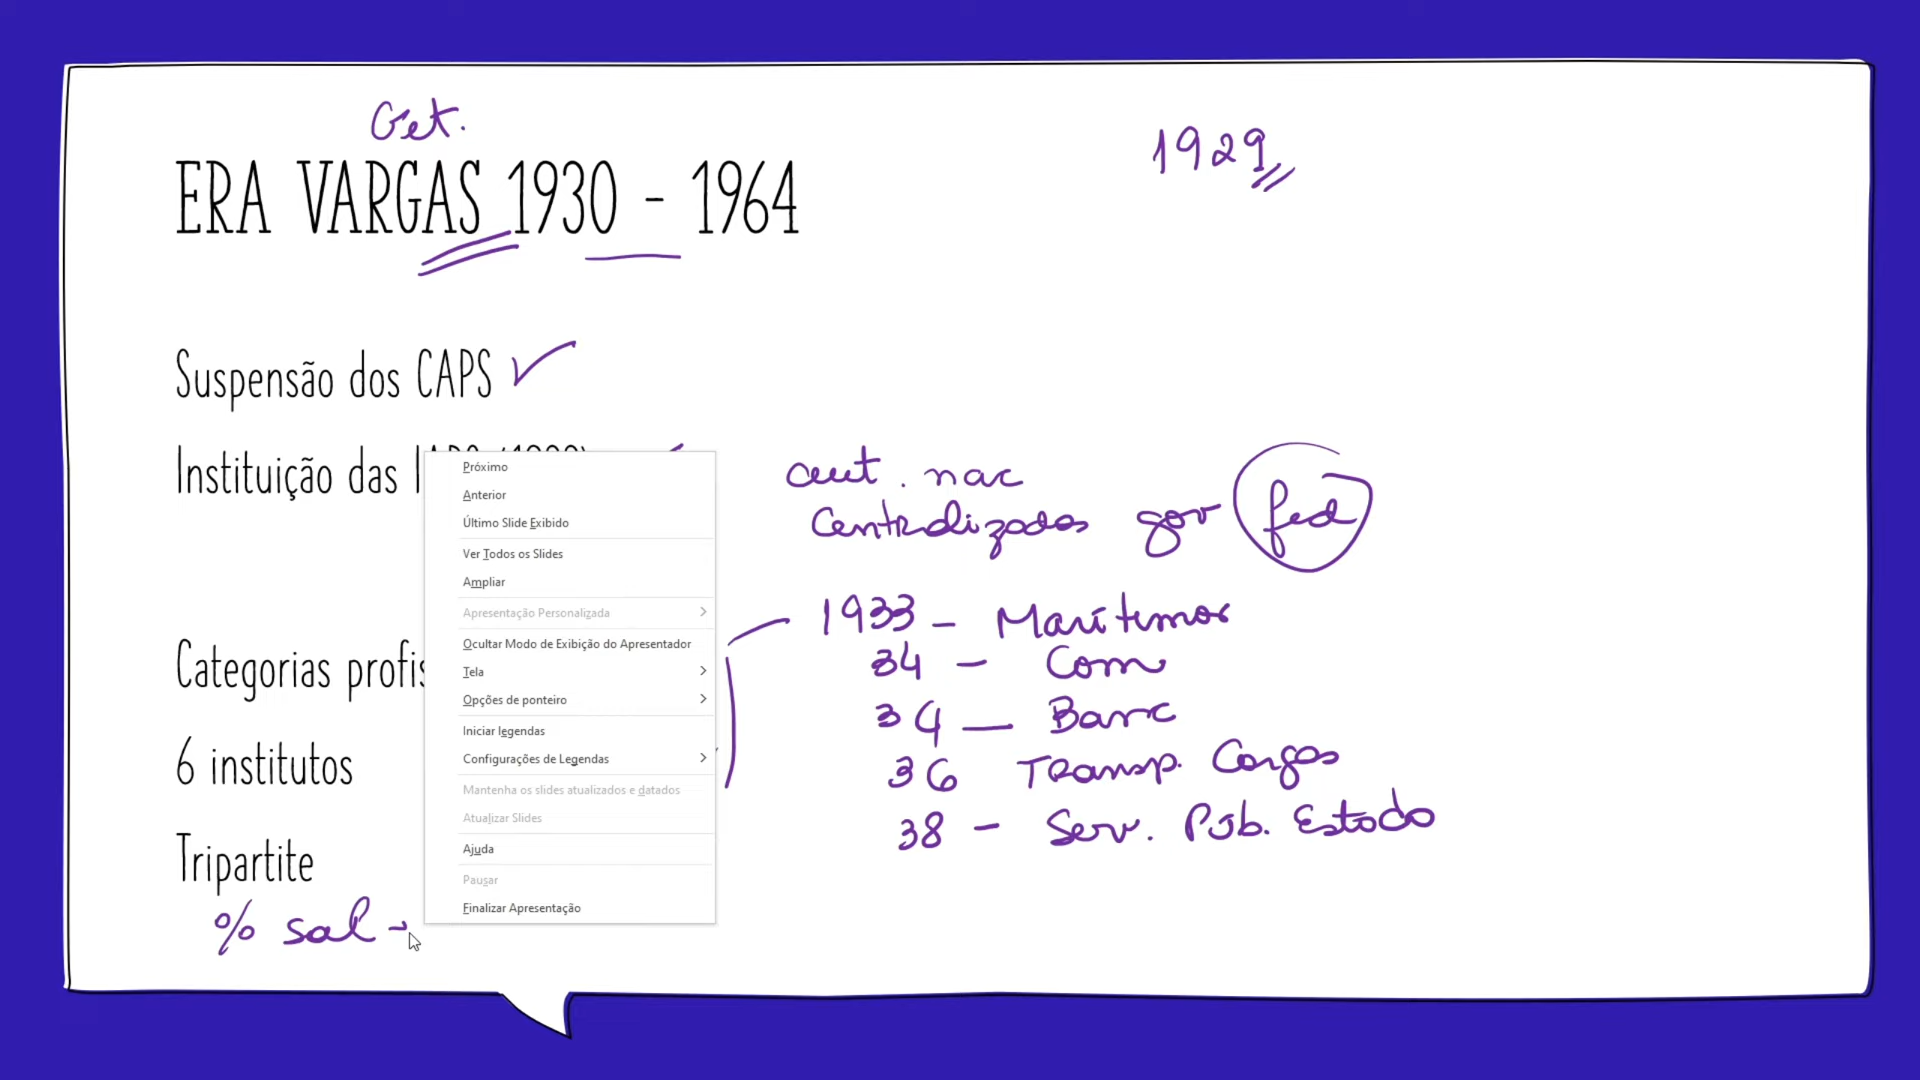 Get.
1929
ERA VARGAS 1930 - 1964
Suspensão dos CAPS
Instituição das IAPS
Categorias profis
6 institutos
Tripartite
% sal -
Próximo
Anterior
Último Slide Exibido
Ver Todos os Slides
Ampliar
Apresentação Personalizada
Ocultar Modo de Exibição do Apresentador
Tela
Opções de ponteiro
Iniciar legendas
Configurações de Legendas
Mantenha os slides atualizados e datados
Atualizar Slides
Ajuda
Pausar
Finalizar Apresentação
aut. nac
Centralizados gov fed
1933 - Marítimos
34 - Com
34 - Banc
36 Transp. Cargas
38 - Serv. Púb. Estado